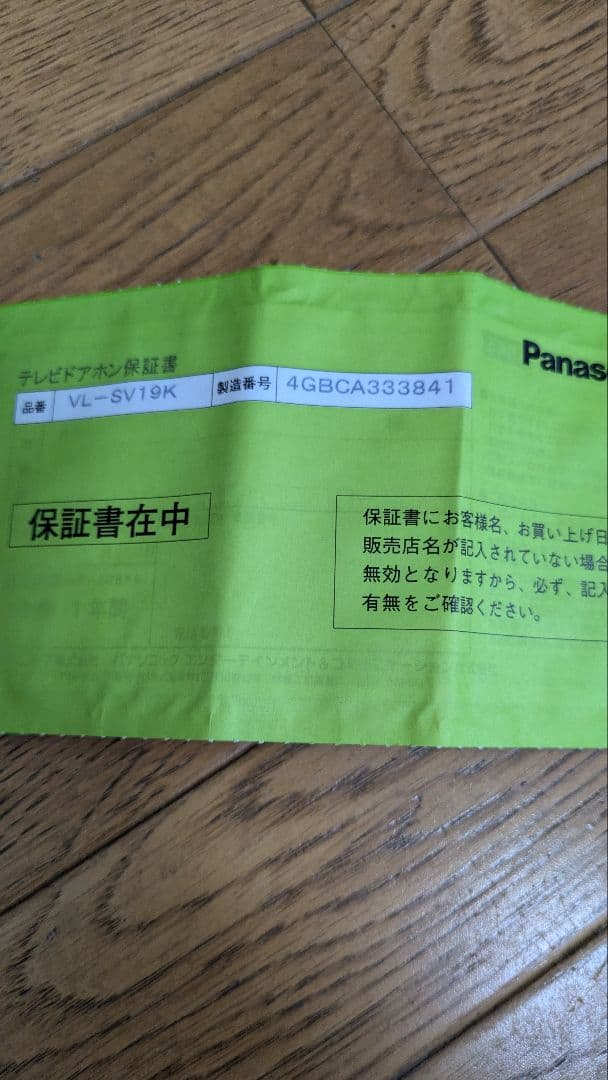 Panas
テレビドアホン保証書
品番 VL-SV19K 製造番号 4GBCA333841
保証書在中
保証書にお客様名、お買い上げ日
販売店名が記入されていない場合
無効となりますから、必ず、記入
有無をご確認ください。